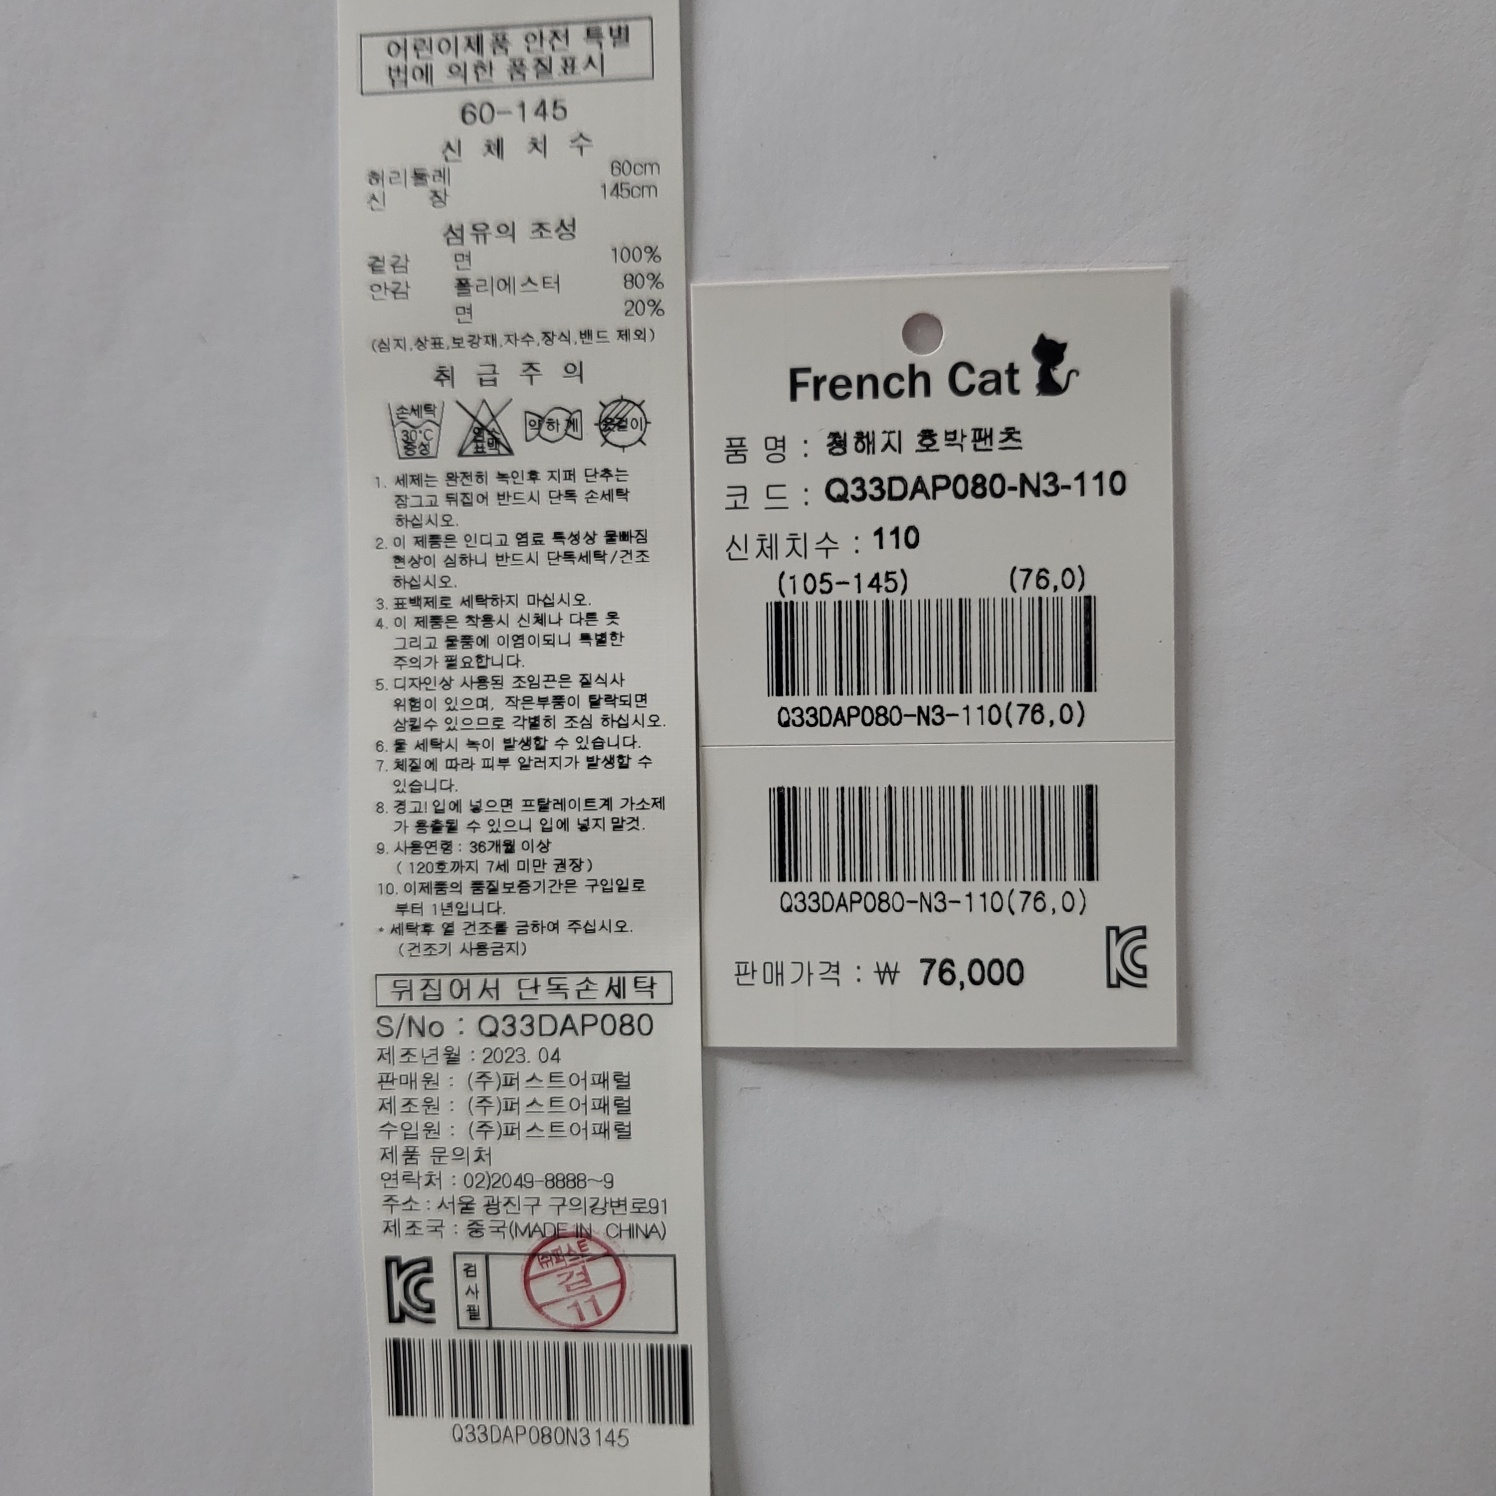 어린이제품 안전 특별
법에 의한 품질표시
60-145
신 체 치 수
허리둘레 60cm
신 장 145cm
섬유의 조성
겉감 면 100%
안감 폴리에스터 80%
면 20%
(심지,상표,보강재,자수,장식,밴드 제외)
취 급 주 의
손세탁
30°C
중성
염소
표백
약하게
옷걸이
1. 세제는 완전히 녹인후 지퍼 단추는
잠그고 뒤집어 반드시 단독 손세탁
하십시오.
2. 이 제품은 인디고 염료 특성상 물빠짐
현상이 심하니 반드시 단독세탁/건조
하십시오.
3. 표백제로 세탁하지 마십시오.
4. 이 제품은 착용시 신체나 다른 옷
그리고 물품에 이염이되니 특별한
주의가 필요합니다.
5. 디자인상 사용된 조임끈은 질식사
위험이 있으며, 작은부품이 탈락되면
삼킬수 있으므로 각별히 조심 하십시오.
6. 물 세탁시 녹이 발생할 수 있습니다.
7. 체질에 따라 피부 알러지가 발생할 수
있습니다.
8. 경고! 입에 넣으면 프탈레이트계 가소제
가 용출될 수 있으니 입에 넣지 말것.
9. 사용연령 : 36개월 이상
( 120호까지 7세 미만 권장 )
10. 이제품의 품질보증기간은 구입일로
부터 1년입니다.
* 세탁후 열 건조를 금하여 주십시오.
(건조기 사용금지)
뒤집어서 단독손세탁
S/No : Q33DAP080
제조년월 : 2023. 04
판매원 : (주)퍼스트어패럴
제조원 : (주)퍼스트어패럴
수입원 : (주)퍼스트어패럴
제품 문의처
연락처 : 02)2049-8888~9
주소 : 서울 광진구 구의강변로91
제조국 : 중국(MADE IN CHINA)
KC
검사필
㈜퍼스트
검
11
Q33DAP080N3145
French Cat
품 명 : 청해지 호박팬츠
코 드 : Q33DAP080-N3-110
신체치수 : 110
(105-145) (76,0)
Q33DAP080-N3-110(76,0)
Q33DAP080-N3-110(76,0)
판매가격 : ₩ 76,000
KC